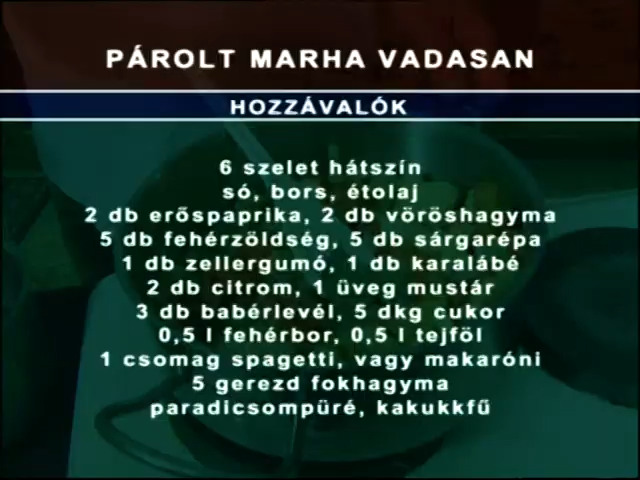 PÁROLT MARHA VADASAN
HOZZÁVALÓK
6 szelet hátszín
só, bors, étolaj
2 db erőspaprika, 2 db vöröshagyma
5 db fehérzöldség, 5 db sárgarépa
1 db zellergumó, 1 db karalábé
2 db citrom, 1 üveg mustár
3 db babérlevél, 5 dkg cukor
0,5 l fehérbor, 0,5 l tejföl
1 csomag spagetti, vagy makaróni
5 gerezd fokhagyma
paradicsompüré, kakukkfű